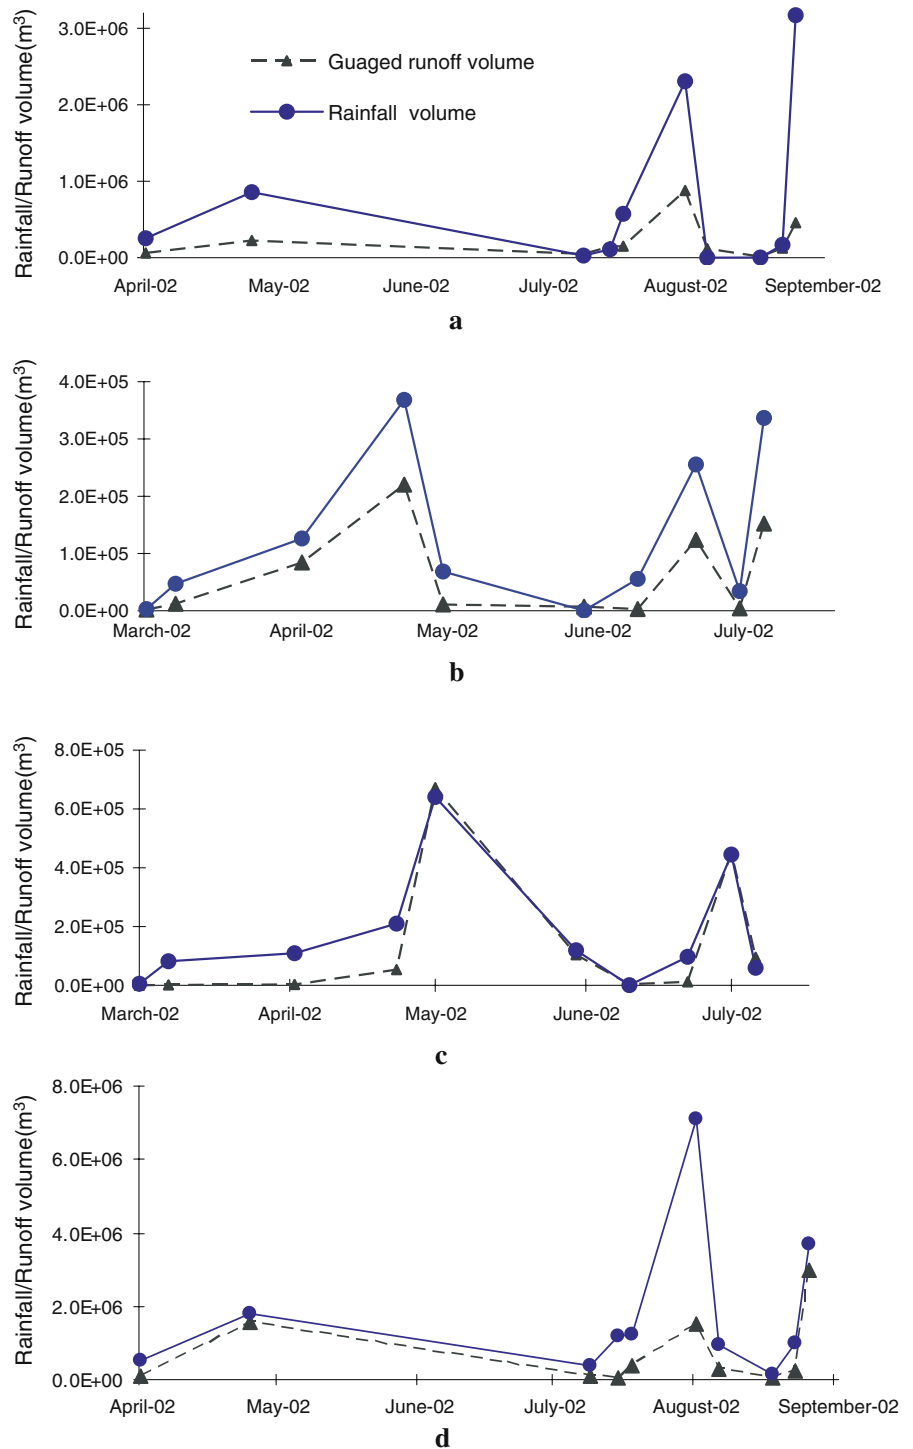 Rainfall/Runoff volume(m³)
3.0E+06
2.0E+06
1.0E+06
0.0E+00
Guaged runoff volume
Rainfall volume
April-02 May-02 June-02 July-02 August-02 September-02
a
Rainfall/Runoff volume(m³)
4.0E+05
3.0E+05
2.0E+05
1.0E+05
0.0E+00
March-02 April-02 May-02 June-02 July-02
b
Rainfall/Runoff volume(m³)
8.0E+05
6.0E+05
4.0E+05
2.0E+05
0.0E+00
March-02 April-02 May-02 June-02 July-02
c
Rainfall/Runoff volume(m³)
8.0E+06
6.0E+06
4.0E+06
2.0E+06
0.0E+00
April-02 May-02 June-02 July-02 August-02 September-02
d